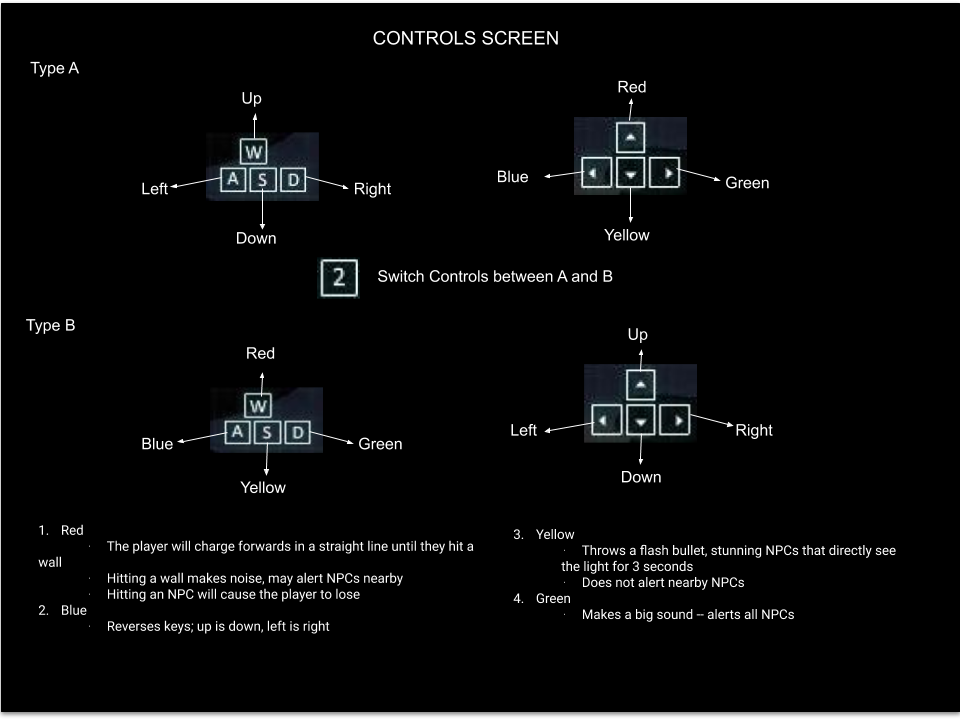 CONTROLS SCREEN
Type A
Up
W
A S D
Left
Right
Down
Red
Blue
Green
Yellow
2 Switch Controls between A and B
Type B
Red
W
A S D
Blue
Green
Yellow
Up
Left
Right
Down
1. Red
· The player will charge forwards in a straight line until they hit a
wall
· Hitting a wall makes noise, may alert NPCs nearby
· Hitting an NPC will cause the player to lose
2. Blue
· Reverses keys; up is down, left is right
3. Yellow
· Throws a flash bullet, stunning NPCs that directly see
the light for 3 seconds
· Does not alert nearby NPCs
4. Green
· Makes a big sound -- alerts all NPCs